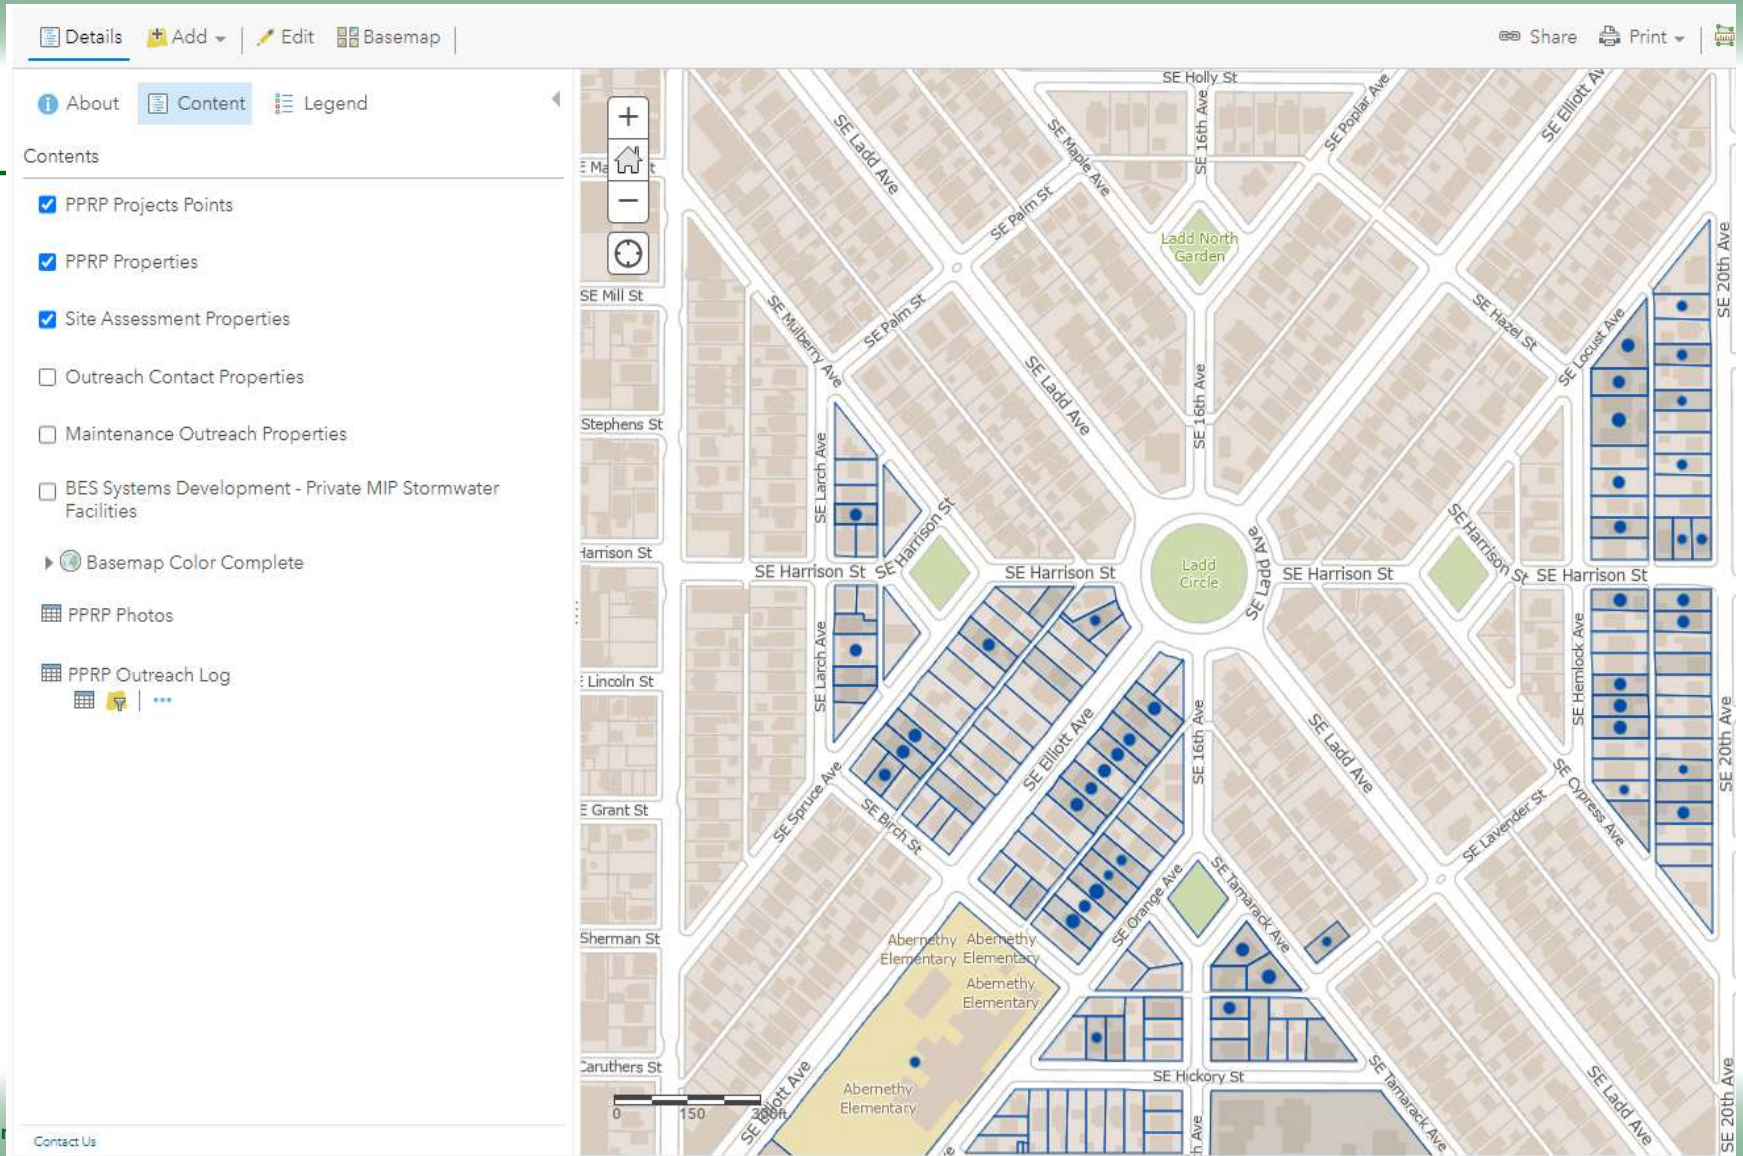 Details
Add
Edit
Basemap
Share
Print
About
Content
Legend
Contents
PPRP Projects Points
PPRP Properties
Site Assessment Properties
Outreach Contact Properties
Maintenance Outreach Properties
BES Systems Development - Private MIP Stormwater
Facilities
Basemap Color Complete
PPRP Photos
PPRP Outreach Log
Contact Us
SE Holly St
SE 16th Ave
SE Poplar Ave
SE Elliott Av
SE Ladd Ave
SE Maple Ave
E Ma
t
SE Palm St
Ladd North
Garden
SE 20th Ave
SE Mill St
SE Mulberry Ave
SE Palm St
SE Hazel St
SE Locust Ave
SE Ladd Ave
SE 16th Ave
Stephens St
SE Larch Ave
SE Harrison St
SE Harrison St
Harrison St
SE Harrison St
SE Harrison St
Ladd
Circle
SE Ladd Ave
SE Harrison St
SE Harrison St
SE Larch Ave
SE Hemlock Ave
Lincoln St
SE Elliott Ave
SE 16th Ave
SE Ladd Ave
SE 20th Ave
SE Spruce Ave
SE Birch St
E Grant St
SE Cypress Ave
SE Lavender St
SE Orange Ave
SE Tamarack Ave
Sherman St
Abernethy
Elementary
Abernethy
Elementary
Abernethy
Elementary
Caruthers St
SE Hickory St
Abernethy
Elementary
SE Elliott Ave
SE Tamarack Ave
SE Ladd Ave
SE 20th Ave
0
150
300ft
h Ave